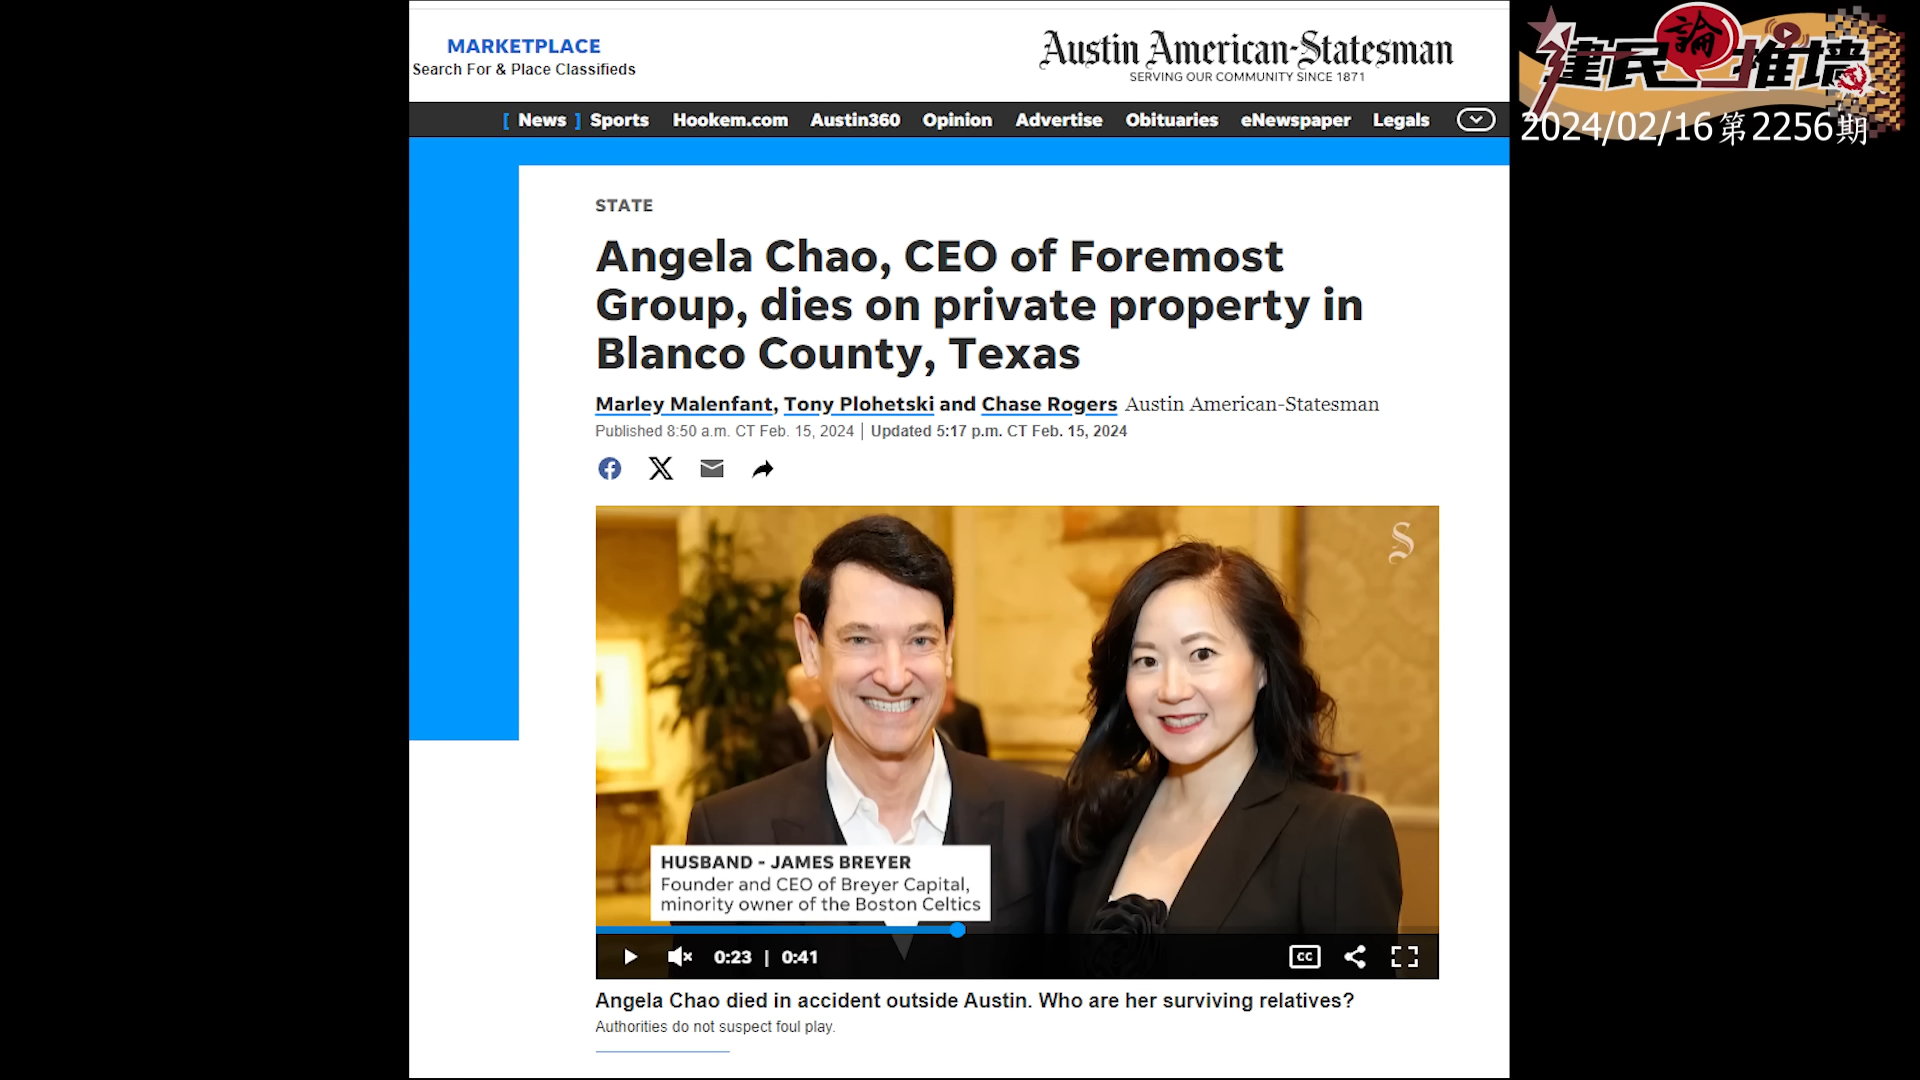 MARKETPLACE
Search For & Place Classifieds
Austin American-Statesman
SERVING OUR COMMUNITY SINCE 1871
[ News ] Sports Hookem.com Austin360 Opinion Advertise Obituaries eNewspaper Legals
建民論推墙
2024/02/16第2256期
STATE
Angela Chao, CEO of Foremost
Group, dies on private property in
Blanco County, Texas
Marley Malenfant, Tony Plohetski and Chase Rogers Austin American-Statesman
Published 8:50 a.m. CT Feb. 15, 2024 | Updated 5:17 p.m. CT Feb. 15, 2024
S
HUSBAND - JAMES BREYER
Founder and CEO of Breyer Capital,
minority owner of the Boston Celtics
0:23 | 0:41
CC
Angela Chao died in accident outside Austin. Who are her surviving relatives?
Authorities do not suspect foul play.